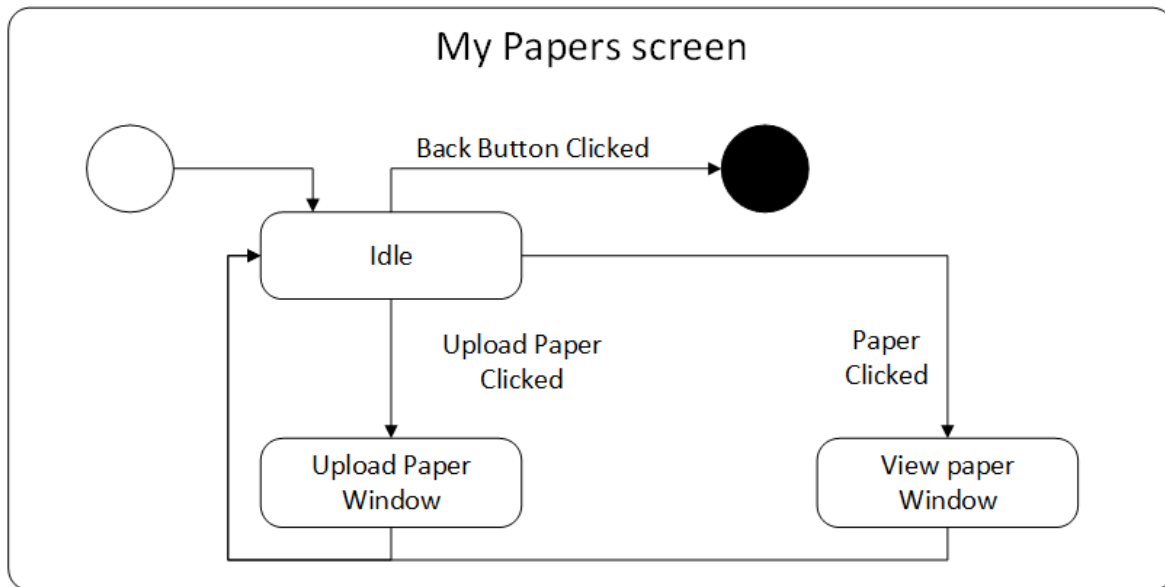 My Papers screen
Back Button Clicked
Idle
Upload Paper
Clicked
Paper
Clicked
Upload Paper
Window
View paper
Window